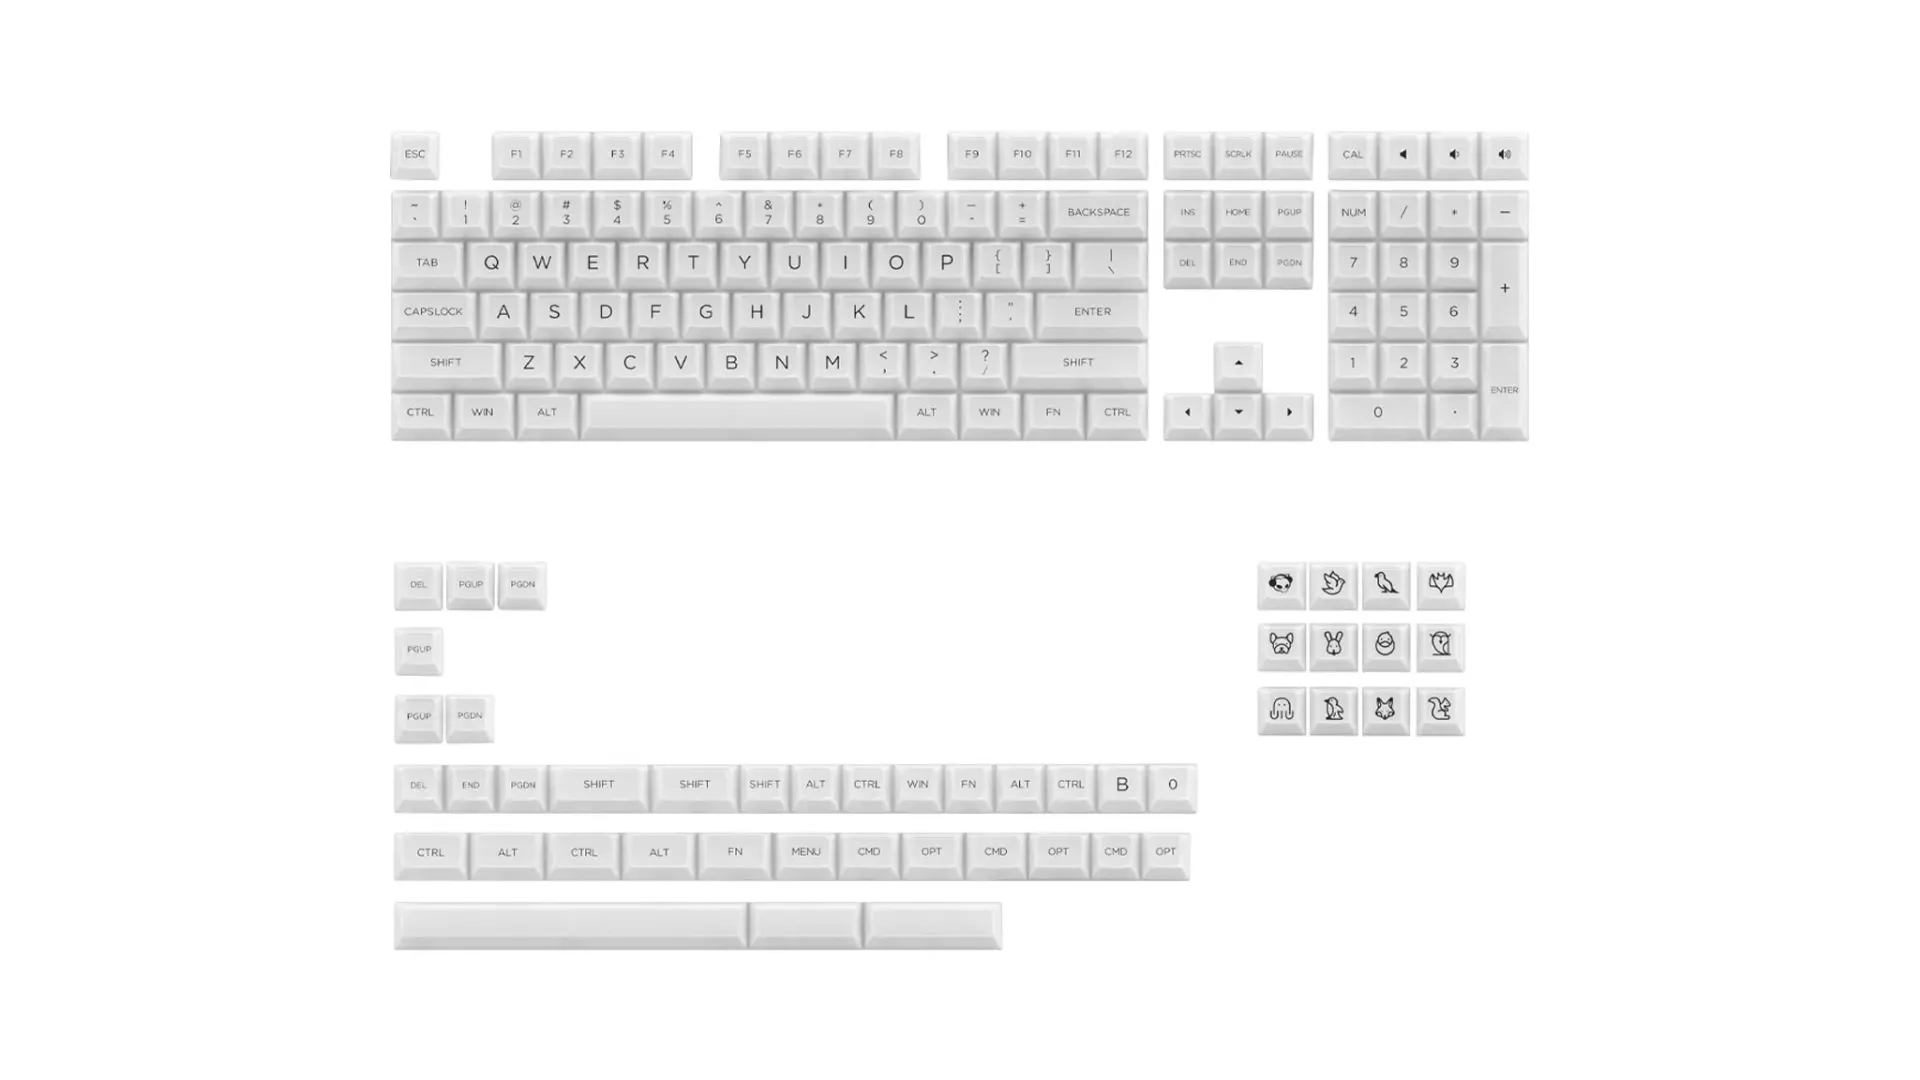 ESC F1 F2 F3 F4 F5 F6 F7 F8 F9 F10 F11 F12 PRTSC SCRLK PAUSE CAL
~ ! @ # $ % ^ & * ( ) — +
` 1 2 3 4 5 6 7 8 9 0 - = BACKSPACE INS HOME PGUP NUM / * —
TAB Q W E R T Y U I O P { [ } ] | \ DEL END PGDN 7 8 9 +
CAPSLOCK A S D F G H J K L : ; " ' ENTER 4 5 6
SHIFT Z X C V B N M < , > . ? / SHIFT 1 2 3 ENTER
CTRL WIN ALT ALT WIN FN CTRL 0 .
DEL PGUP PGDN
PGUP
PGUP PGDN
DEL END PGDN SHIFT SHIFT SHIFT ALT CTRL WIN FN ALT CTRL B 0
CTRL ALT CTRL ALT FN MENU CMD OPT CMD OPT CMD OPT